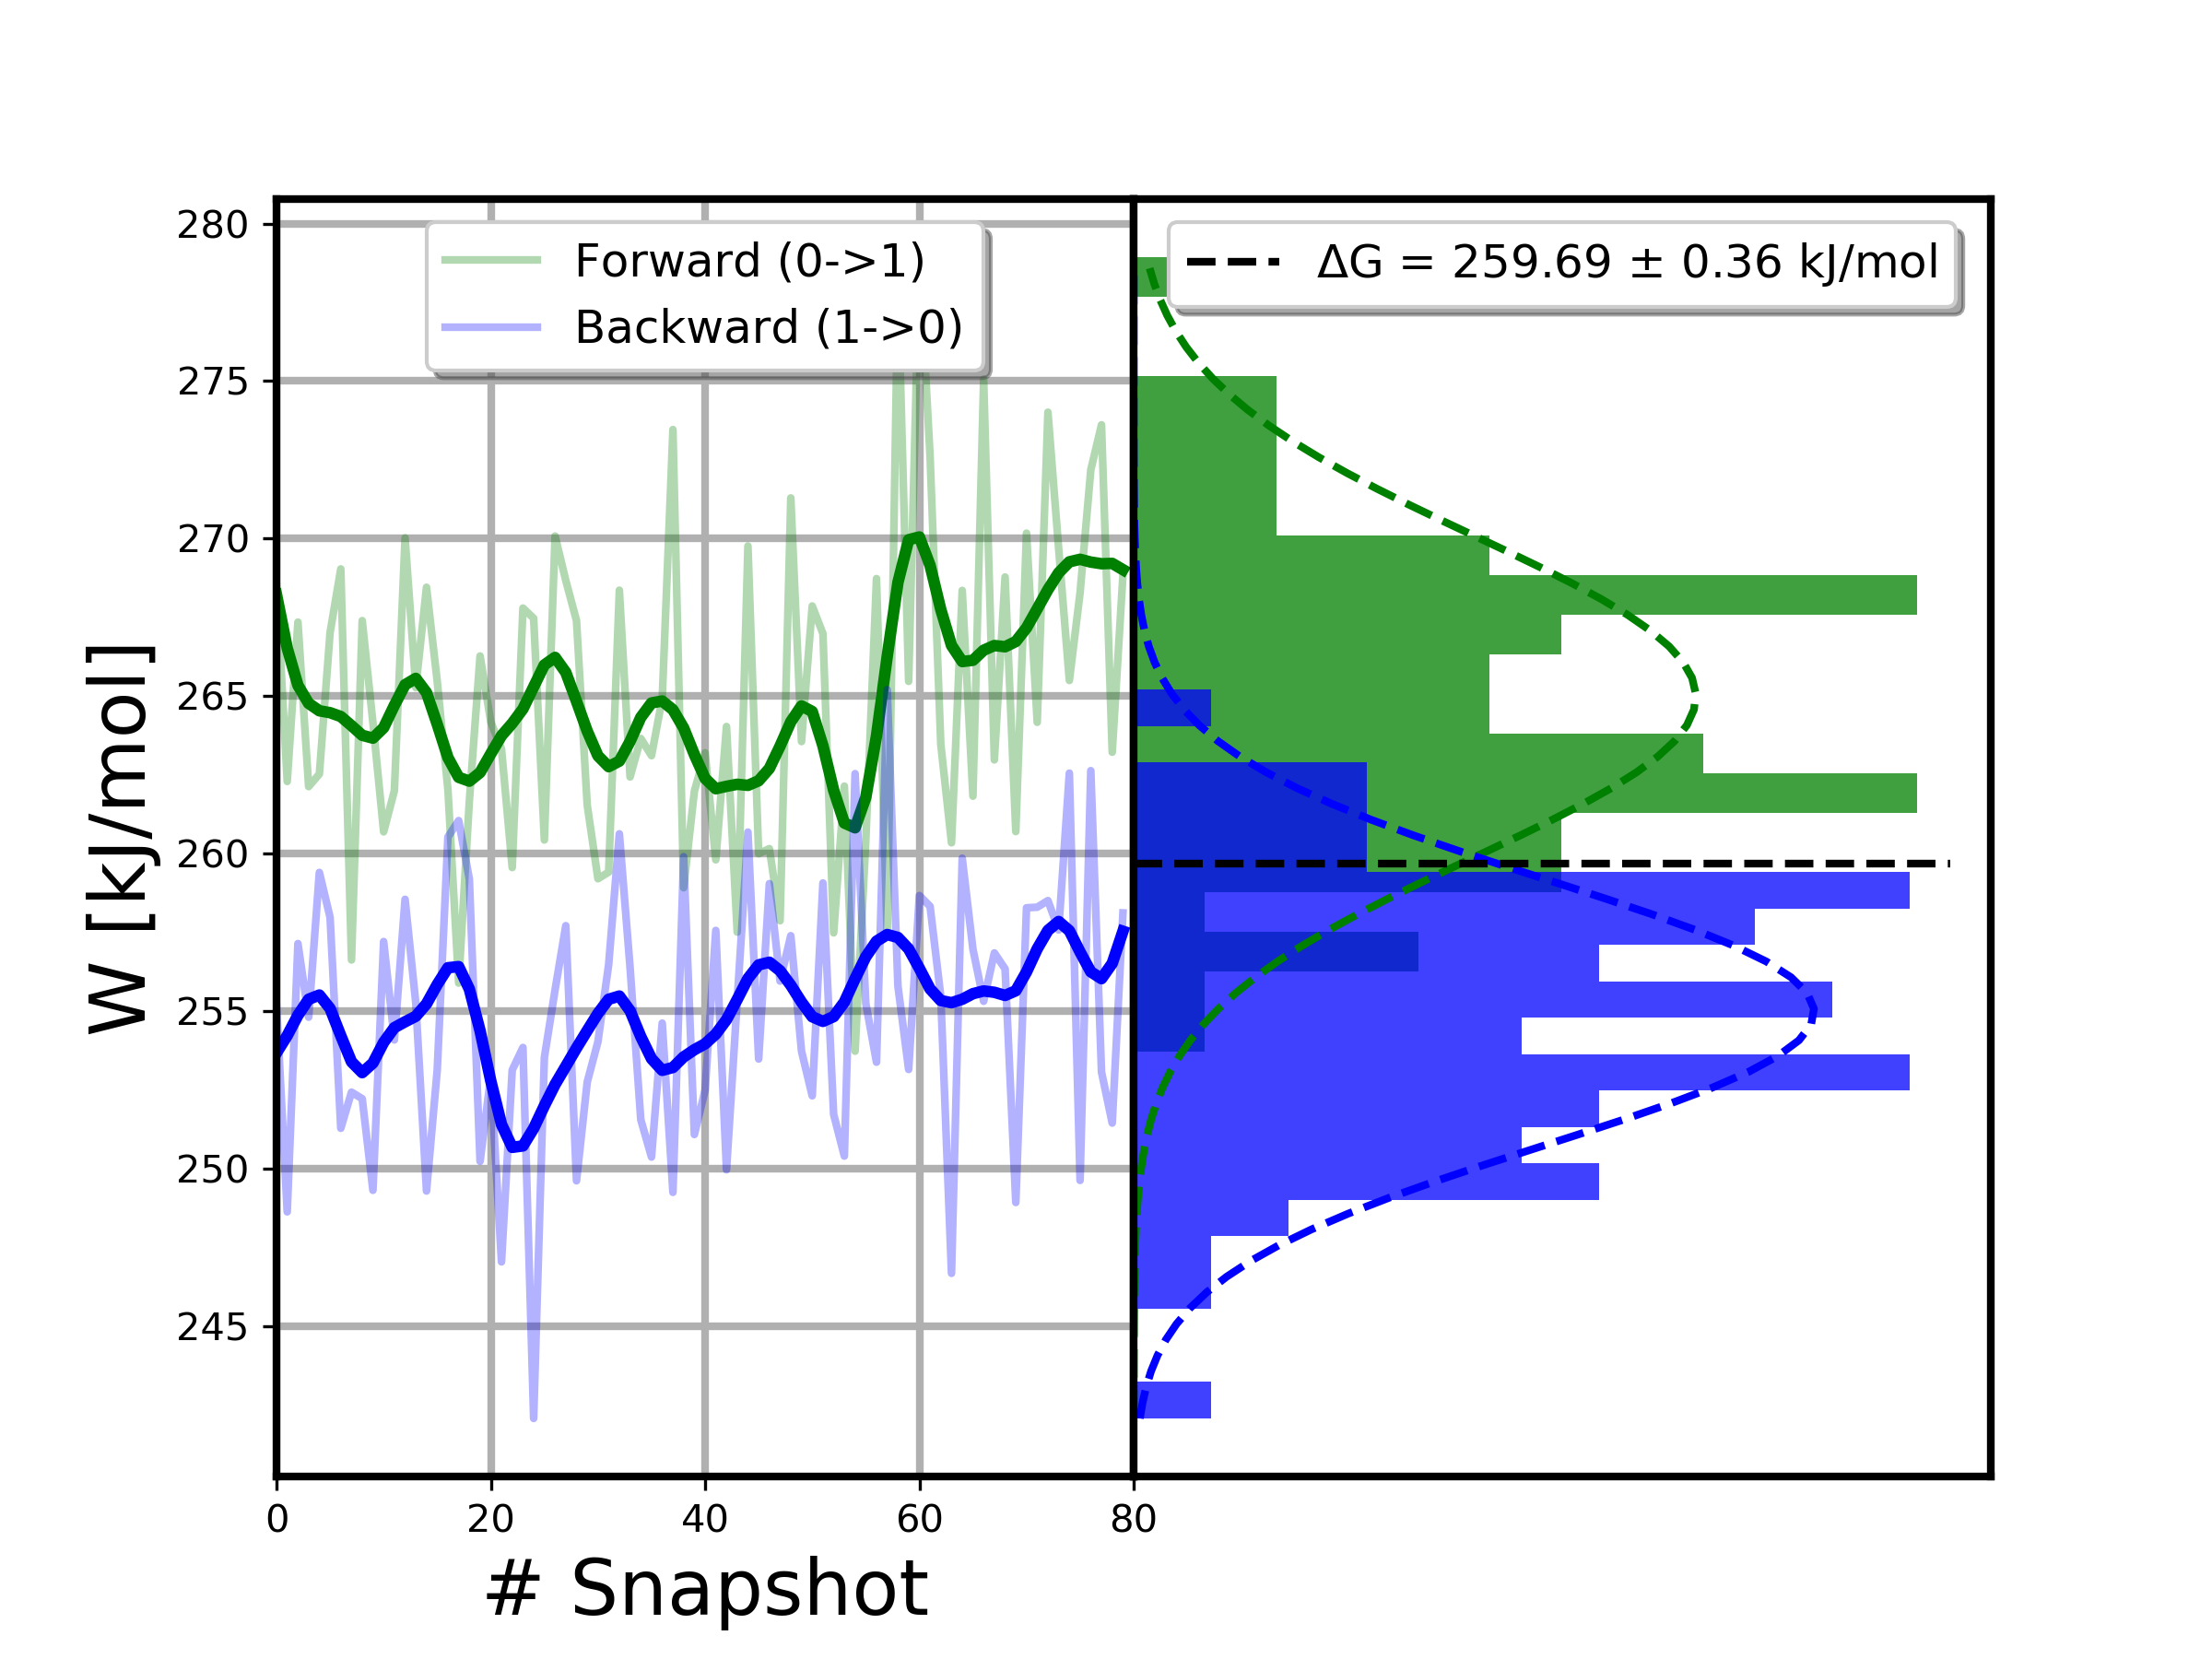 Forward (0->1)
Backward (1->0)
ΔG = 259.69 ± 0.36 kJ/mol
W [kJ/mol]
280
275
270
265
260
255
250
245
0 20 40 60 80
# Snapshot